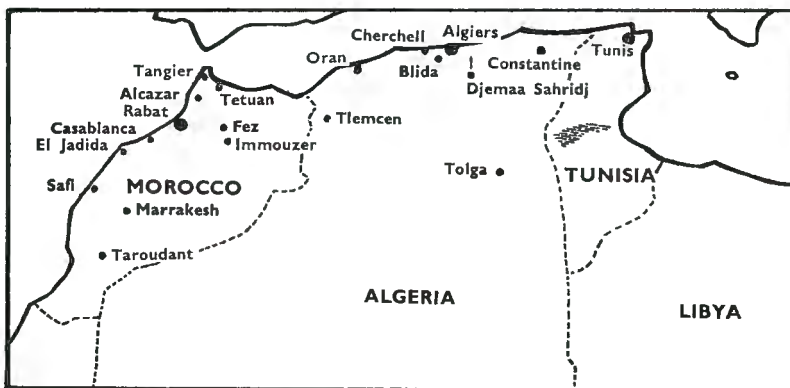 Cherchell
Algiers
Oran
Tunis
Tangier
Blida
Constantine
Alcazar
Tetuan
Djemaa Sahridj
Rabat
Casablanca
Fez
Tlemcen
El Jadida
Immouzer
Tolga
TUNISIA
Safi
MOROCCO
Marrakesh
Taroudant
ALGERIA
LIBYA